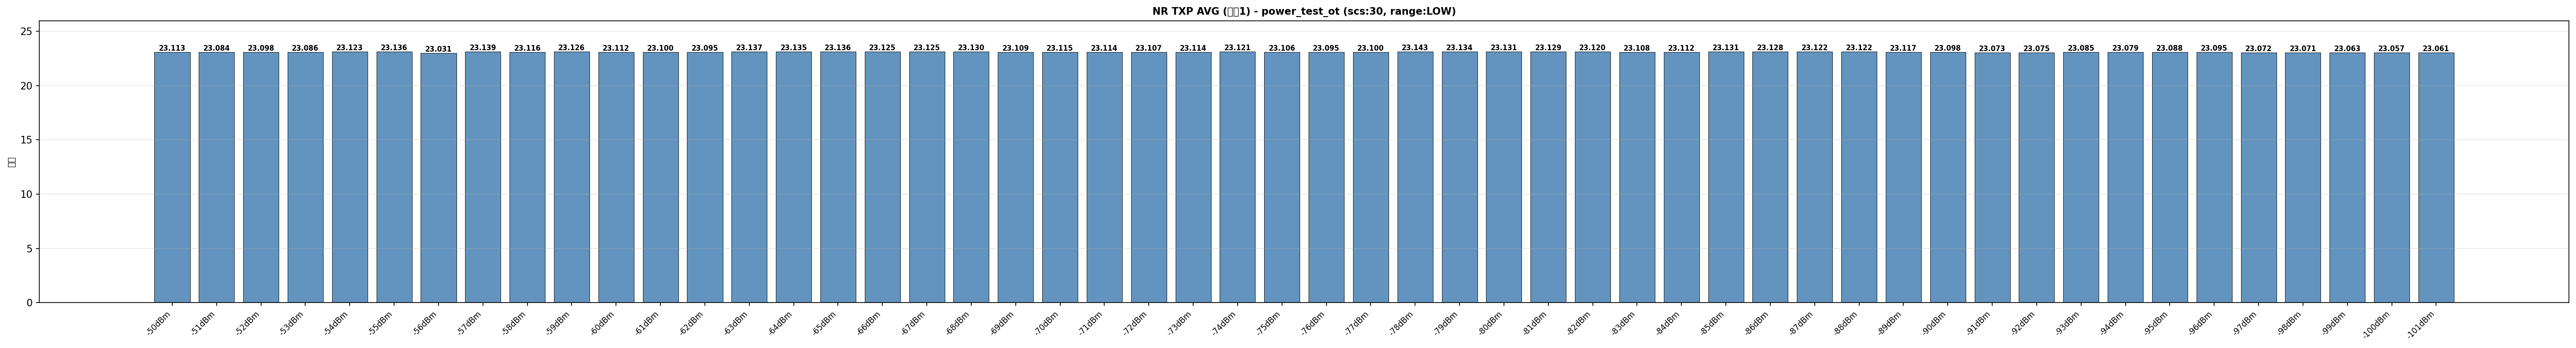 NR TXP AVG (1) - power_test_ot (scs:30, range:LOW)
25
23.113 23.084 23.098 23.086 23.123 23.136 23.031 23.139 23.116 23.126 23.112 23.100 23.095 23.137 23.135 23.136 23.125 23.125 23.130 23.109 23.115 23.114 23.107 23.114 23.121 23.106 23.095 23.100 23.143 23.134 23.131 23.129 23.120 23.108 23.112 23.131 23.128 23.122 23.122 23.117 23.098 23.073 23.075 23.085 23.079 23.088 23.095 23.072 23.071 23.063 23.057 23.061
20
15
10
5
0
-50dBm -51dBm -52dBm -53dBm -54dBm -55dBm -56dBm -57dBm -58dBm -59dBm -60dBm -61dBm -62dBm -63dBm -64dBm -65dBm -66dBm -67dBm -68dBm -69dBm -70dBm -71dBm -72dBm -73dBm -74dBm -75dBm -76dBm -77dBm -78dBm -79dBm -80dBm -81dBm -82dBm -83dBm -84dBm -85dBm -86dBm -87dBm -88dBm -89dBm -90dBm -91dBm -92dBm -93dBm -94dBm -95dBm -96dBm -97dBm -98dBm -99dBm -100dBm -101dBm